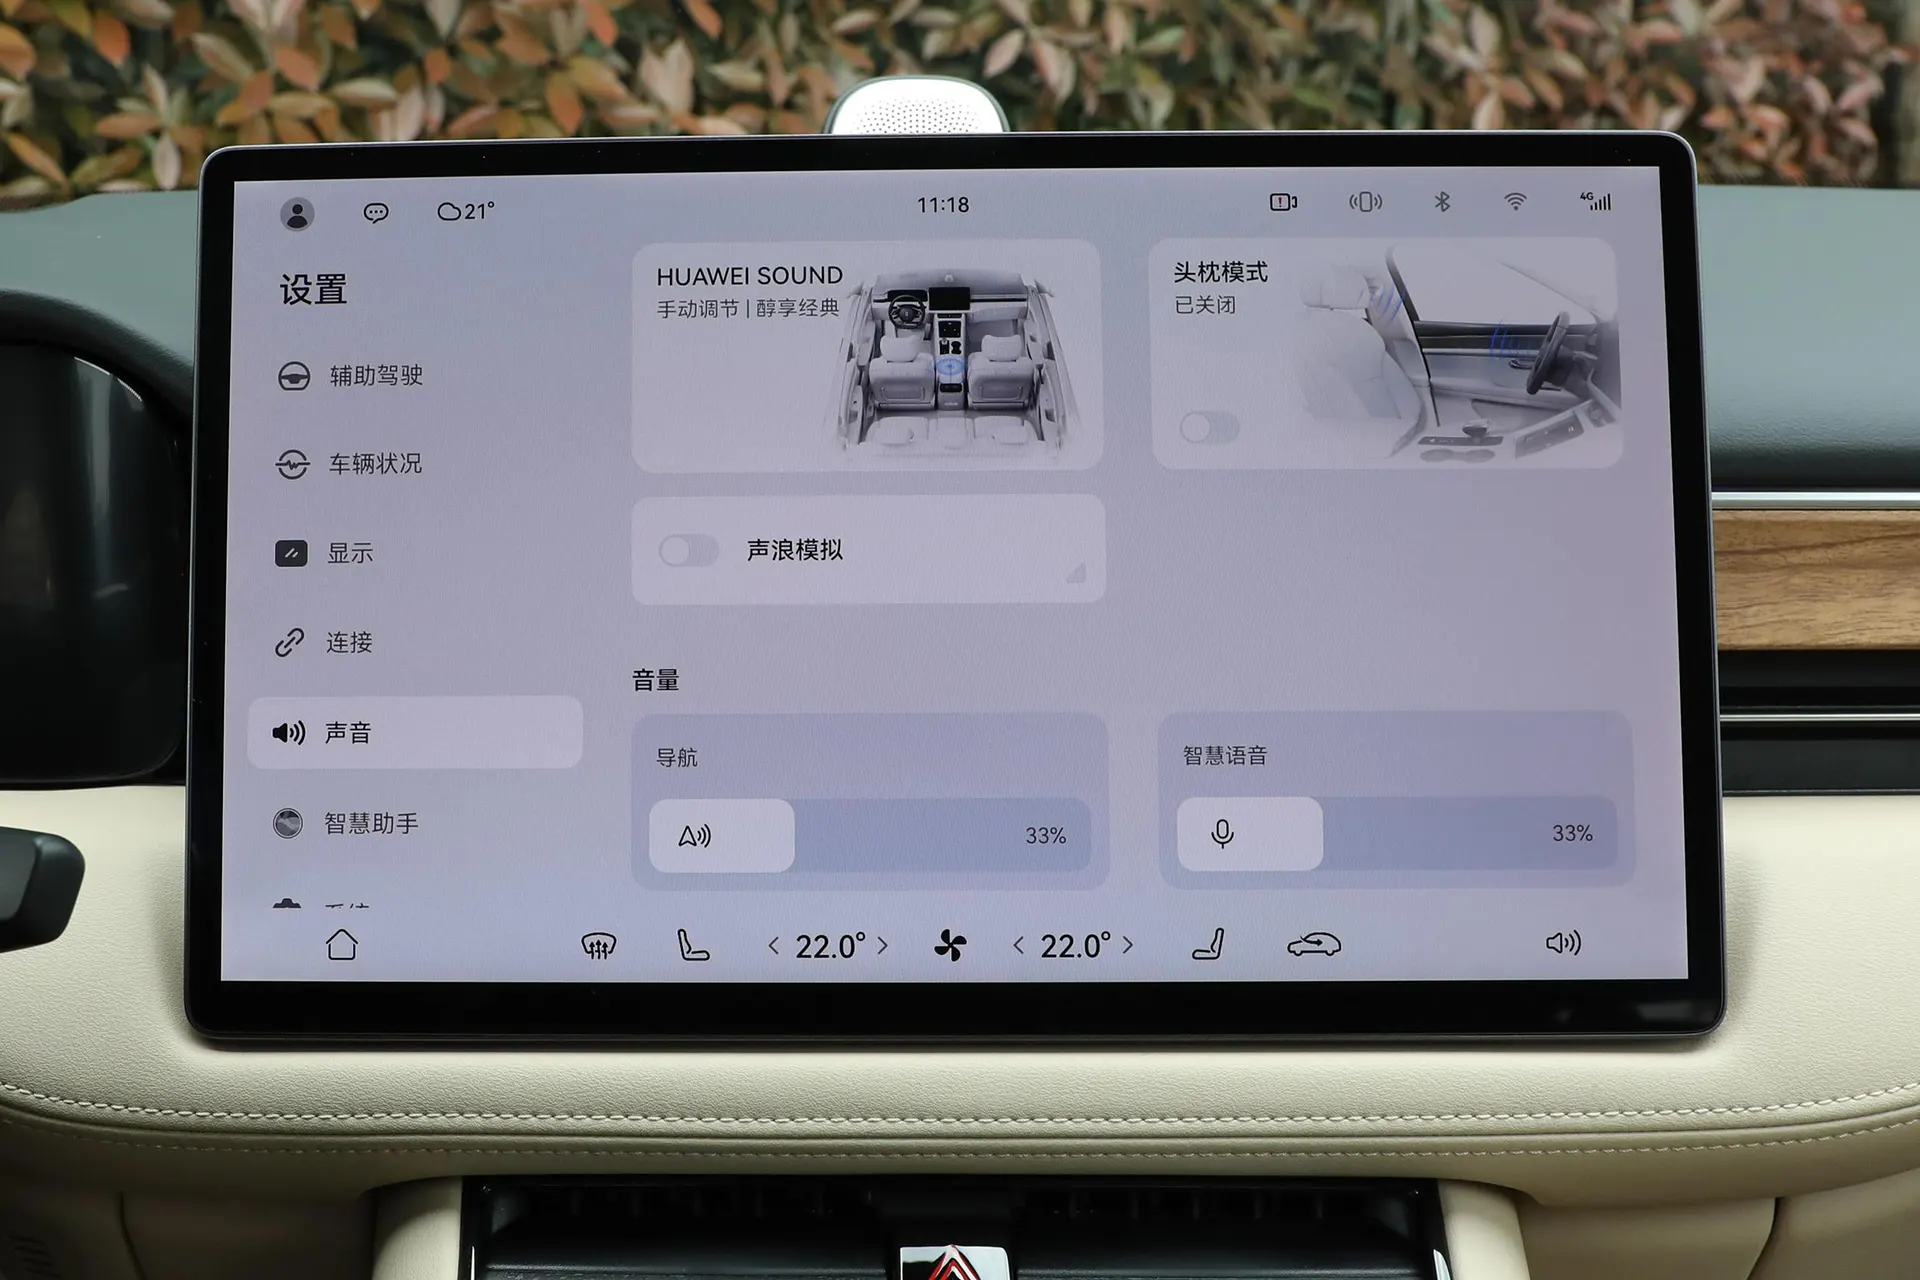 21°
11:18
4G
设置
辅助驾驶
车辆状况
显示
连接
声音
智慧助手
HUAWEI SOUND
手动调节 | 醇享经典
头枕模式
已关闭
声浪模拟
音量
导航
33%
智慧语音
33%
< 22.0° >
< 22.0° >